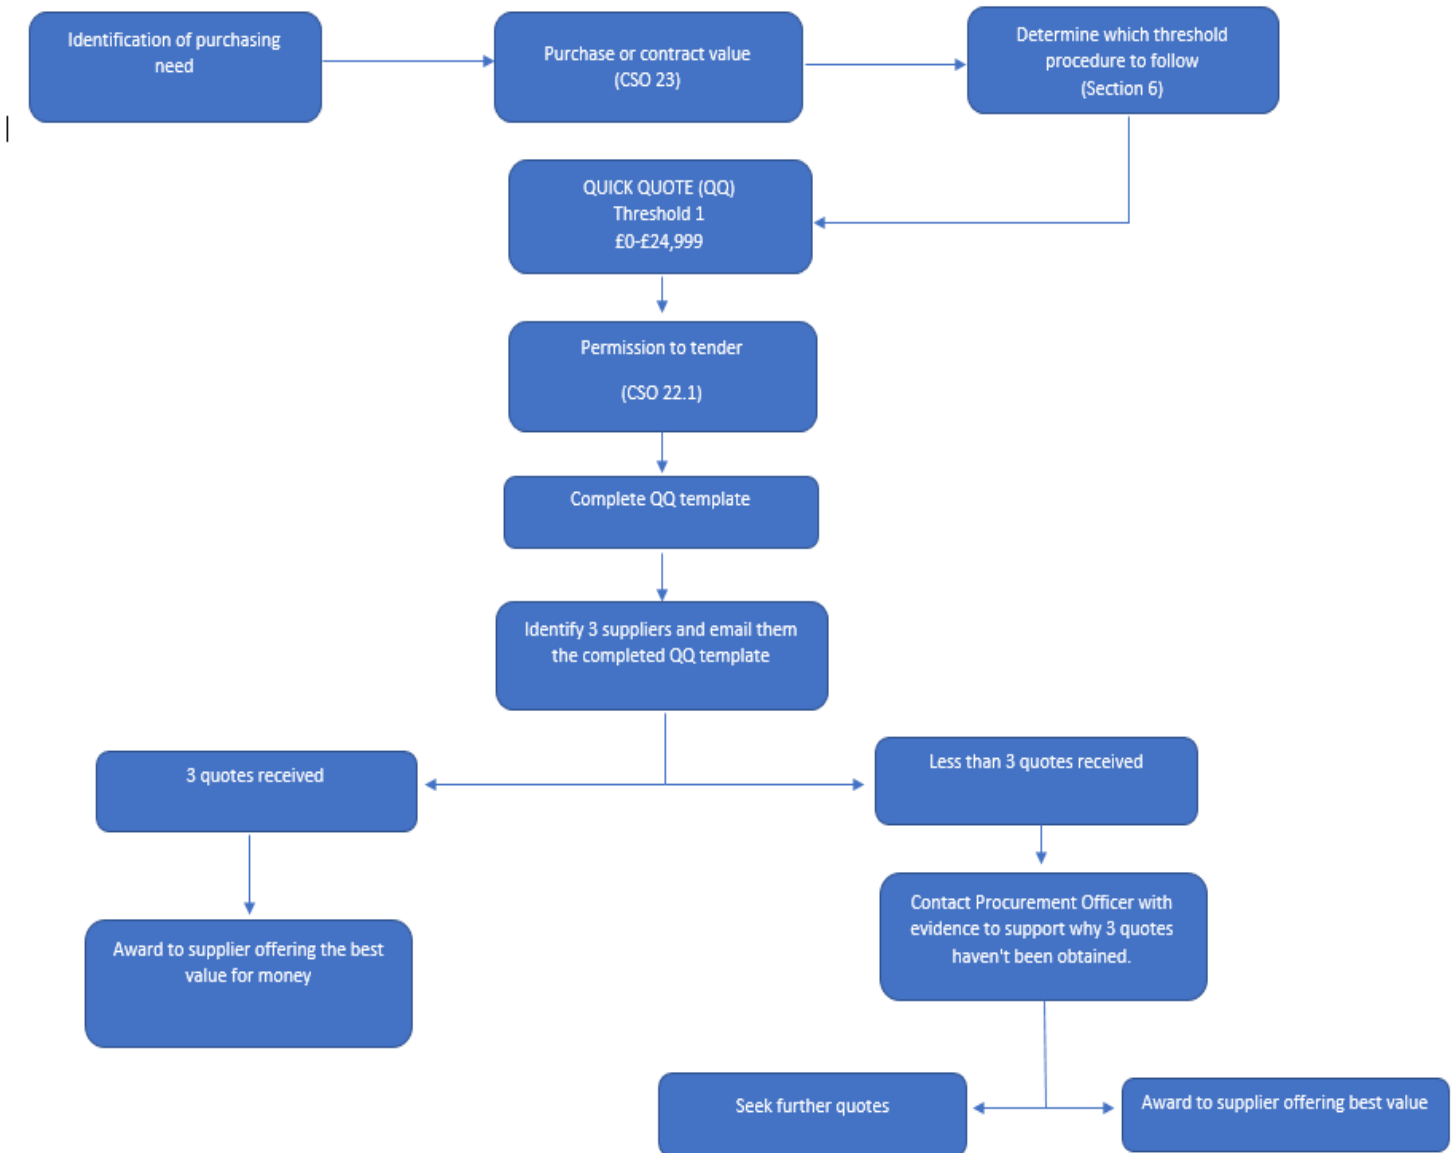 Identification of purchasing
need
Purchase or contract value
(CSO 23)
Determine which threshold
procedure to follow
(Section 6)
QUICK QUOTE (QQ)
Threshold 1
£0-£24,999
Permission to tender
(CSO 22.1)
Complete QQ template
Identify 3 suppliers and email them
the completed QQ template
3 quotes received
Less than 3 quotes received
Award to supplier offering the best
value for money
Contact Procurement Officer with
evidence to support why 3 quotes
haven't been obtained.
Seek further quotes
Award to supplier offering best value